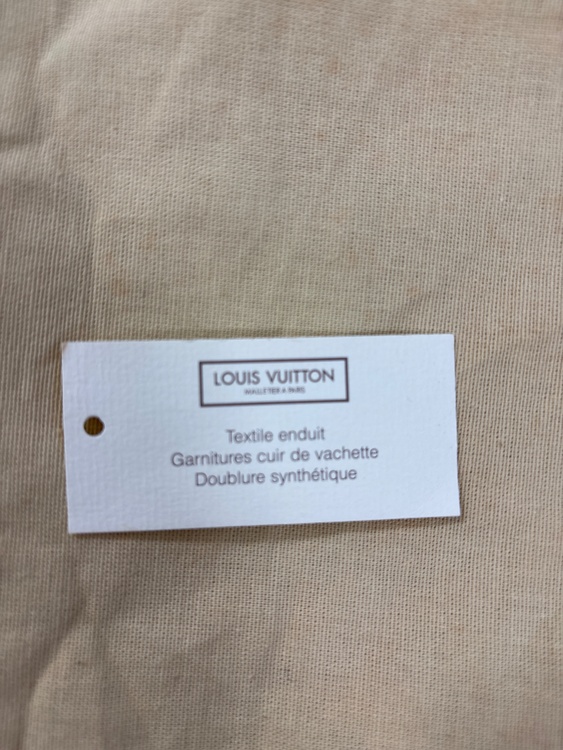 LOUIS VUITTON
MALLETIER A PARIS
Textile enduit
Garnitures cuir de vachette
Doublure synthétique